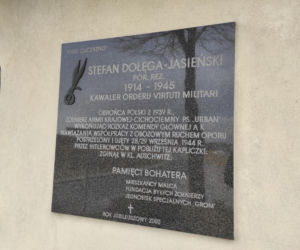 STEFAN DOŁĘGA-JASIEŃSKI
POR. REZ.
1914 - 1945
KAWALER ORDERU VIRTUTI MILITARI
OBROŃCA POLSKI Z 1939 R.,
ŻOŁNIERZ ARMII KRAJOWEJ-CICHOCIEMNY PS. „URBAN"
WYKONUJĄC ROZKAZ KOMENDY GŁÓWNEJ A K
NAWIĄZANIA WSPÓŁPRACY Z OBOZOWYM RUCHEM OPORU
POSTRZELONY I UJĘTY 28/29 WRZEŚNIA 1944 R.
PRZEZ HITLEROWCÓW W POBLIŻU TEJ KAPLICZKI.
ZGINĄŁ W KL. AUSCHWITZ.
PAMIĘCI BOHATERA
MIESZKAŃCY MALCA
FUNDACJA BYŁYCH ŻOŁNIERZY
JEDNOSTEK SPECJALNYCH „GROM"
ROK JUBILEUSZOWY 2000